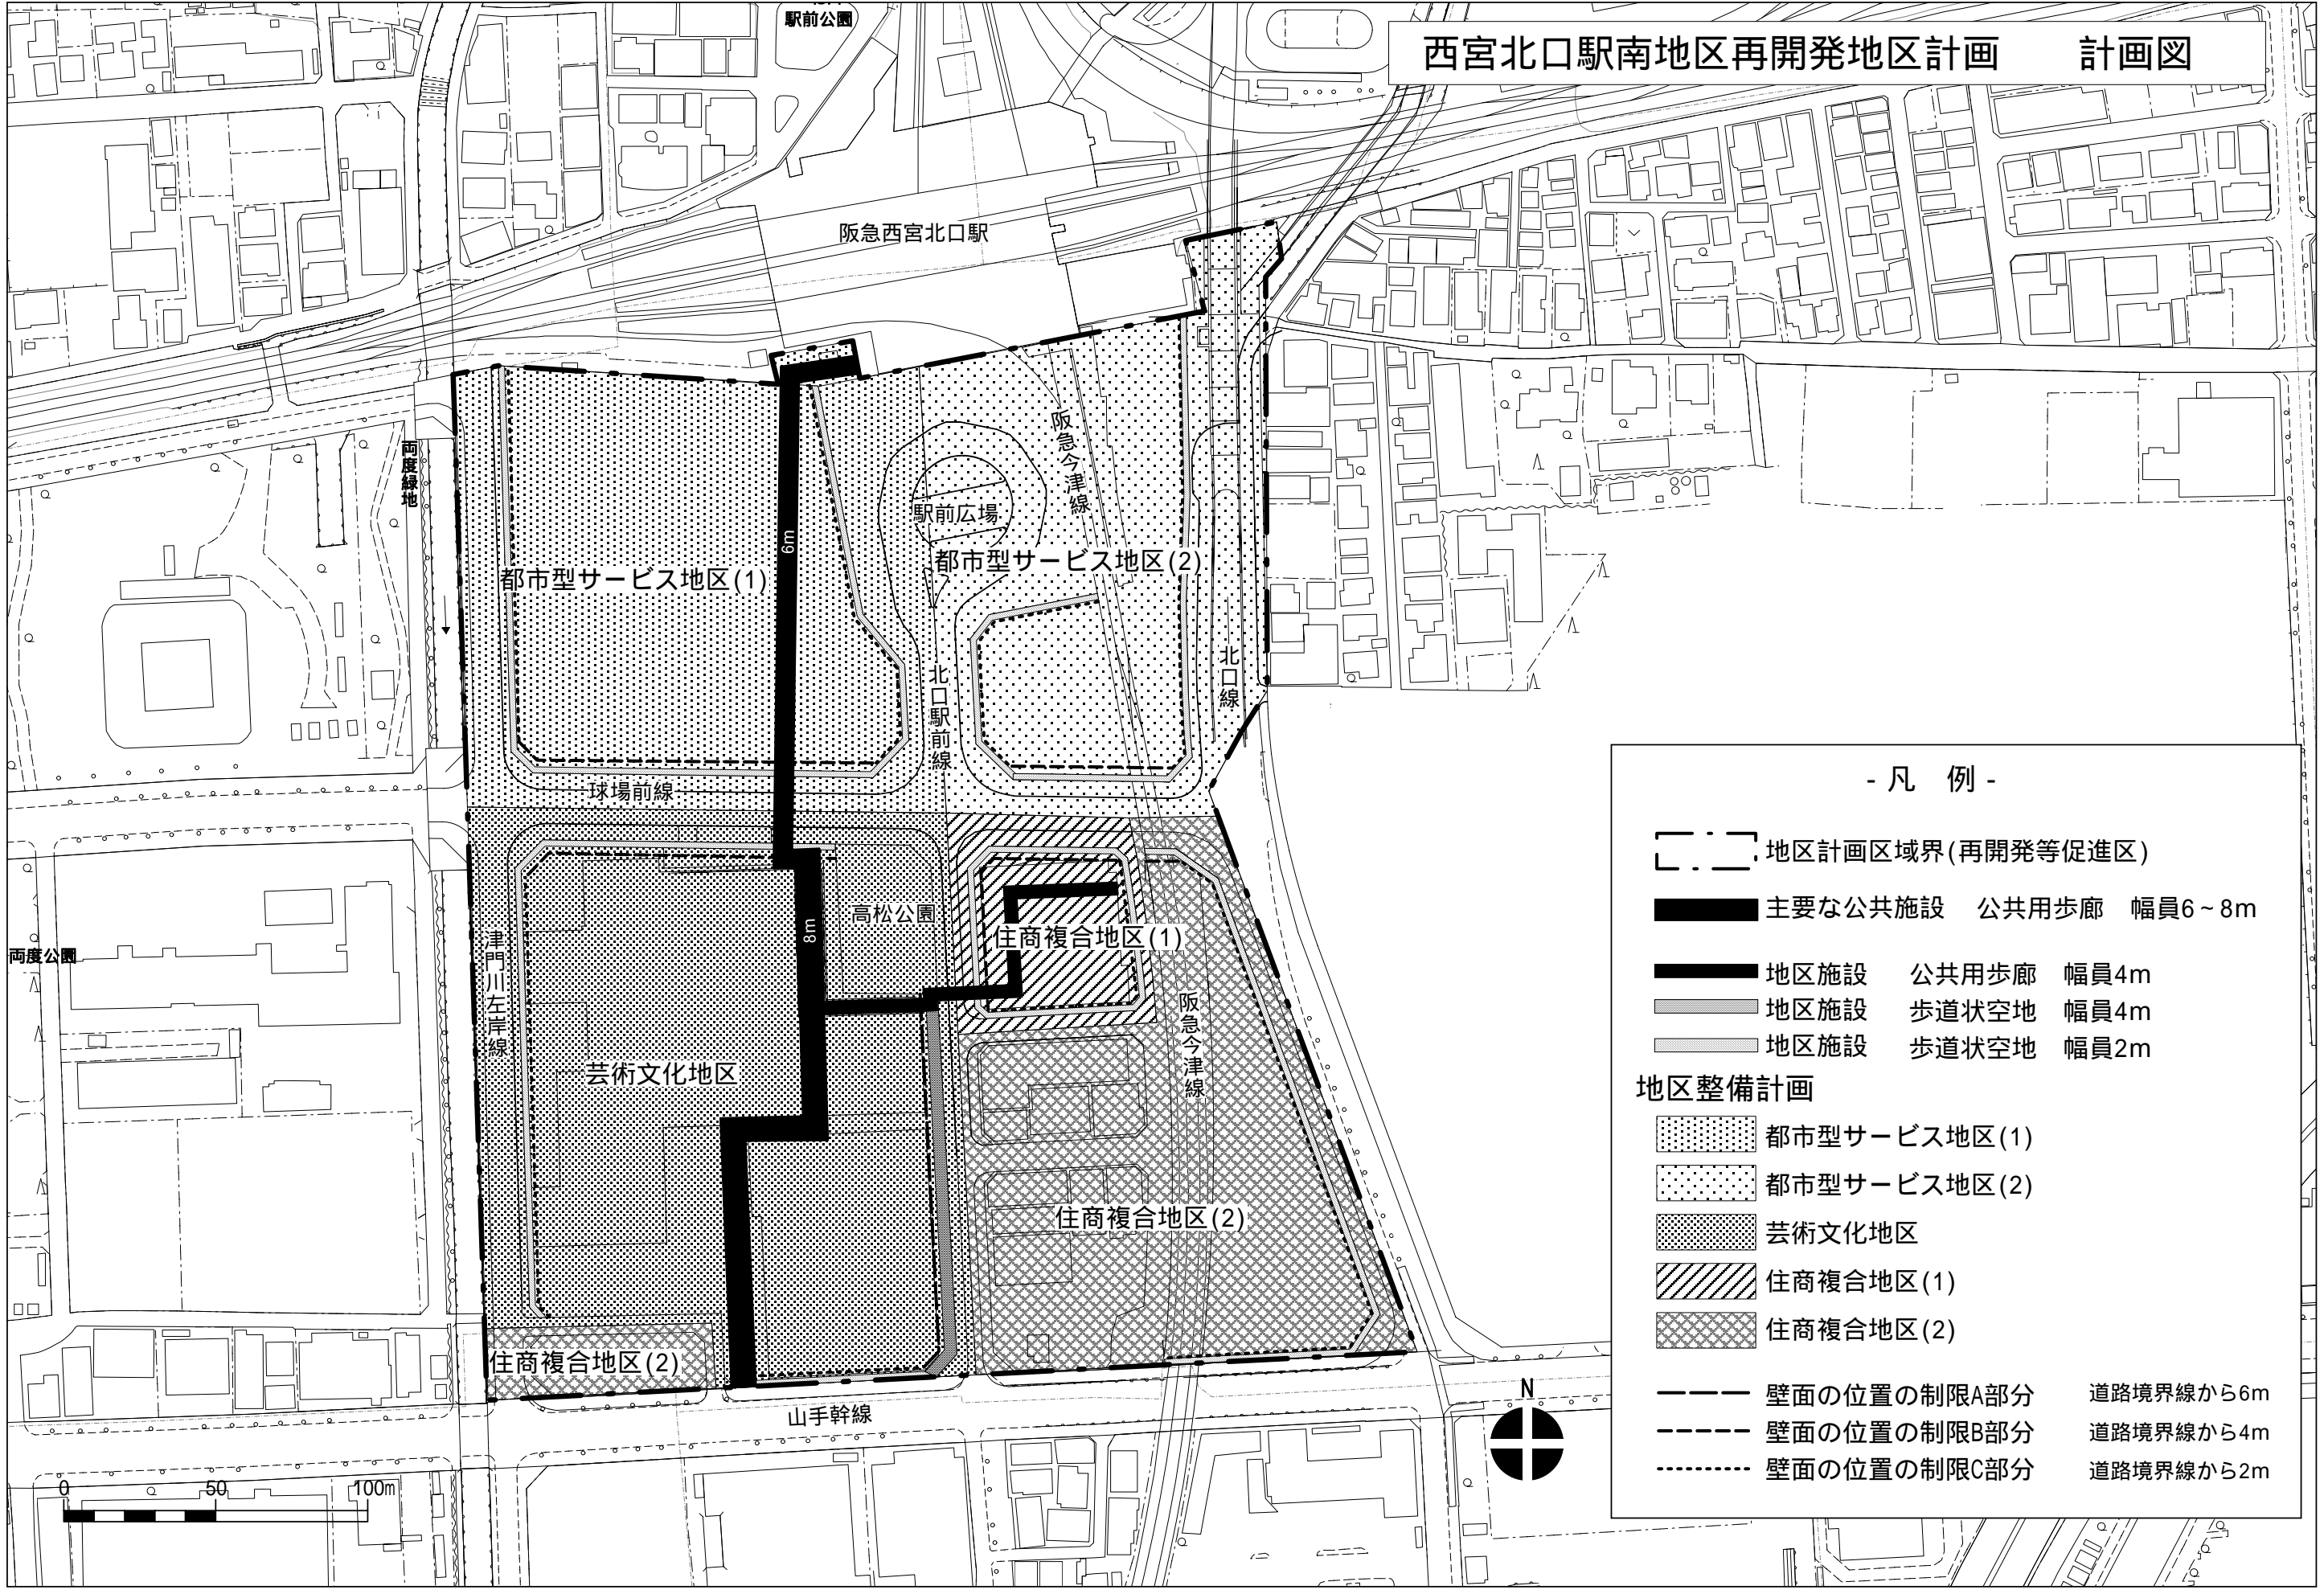 駅前公園
西宮北口駅南地区再開発地区計画　　計画図
阪急西宮北口駅
両度緑地
阪急今津線
駅前広場
6m
都市型サービス地区(1)
都市型サービス地区(2)
北口線
北口駅前線
球場前線
高松公園
8m
住商複合地区(1)
津門川左岸線
両度公園
阪急今津線
芸術文化地区
住商複合地区(2)
住商複合地区(2)
山手幹線
N
0 50 100m
- 凡　例 -
地区計画区域界(再開発等促進区)
主要な公共施設　公共用歩廊　幅員6~8m
地区施設　公共用歩廊　幅員4m
地区施設　歩道状空地　幅員4m
地区施設　歩道状空地　幅員2m
地区整備計画
都市型サービス地区(1)
都市型サービス地区(2)
芸術文化地区
住商複合地区(1)
住商複合地区(2)
壁面の位置の制限A部分　道路境界線から6m
壁面の位置の制限B部分　道路境界線から4m
壁面の位置の制限C部分　道路境界線から2m